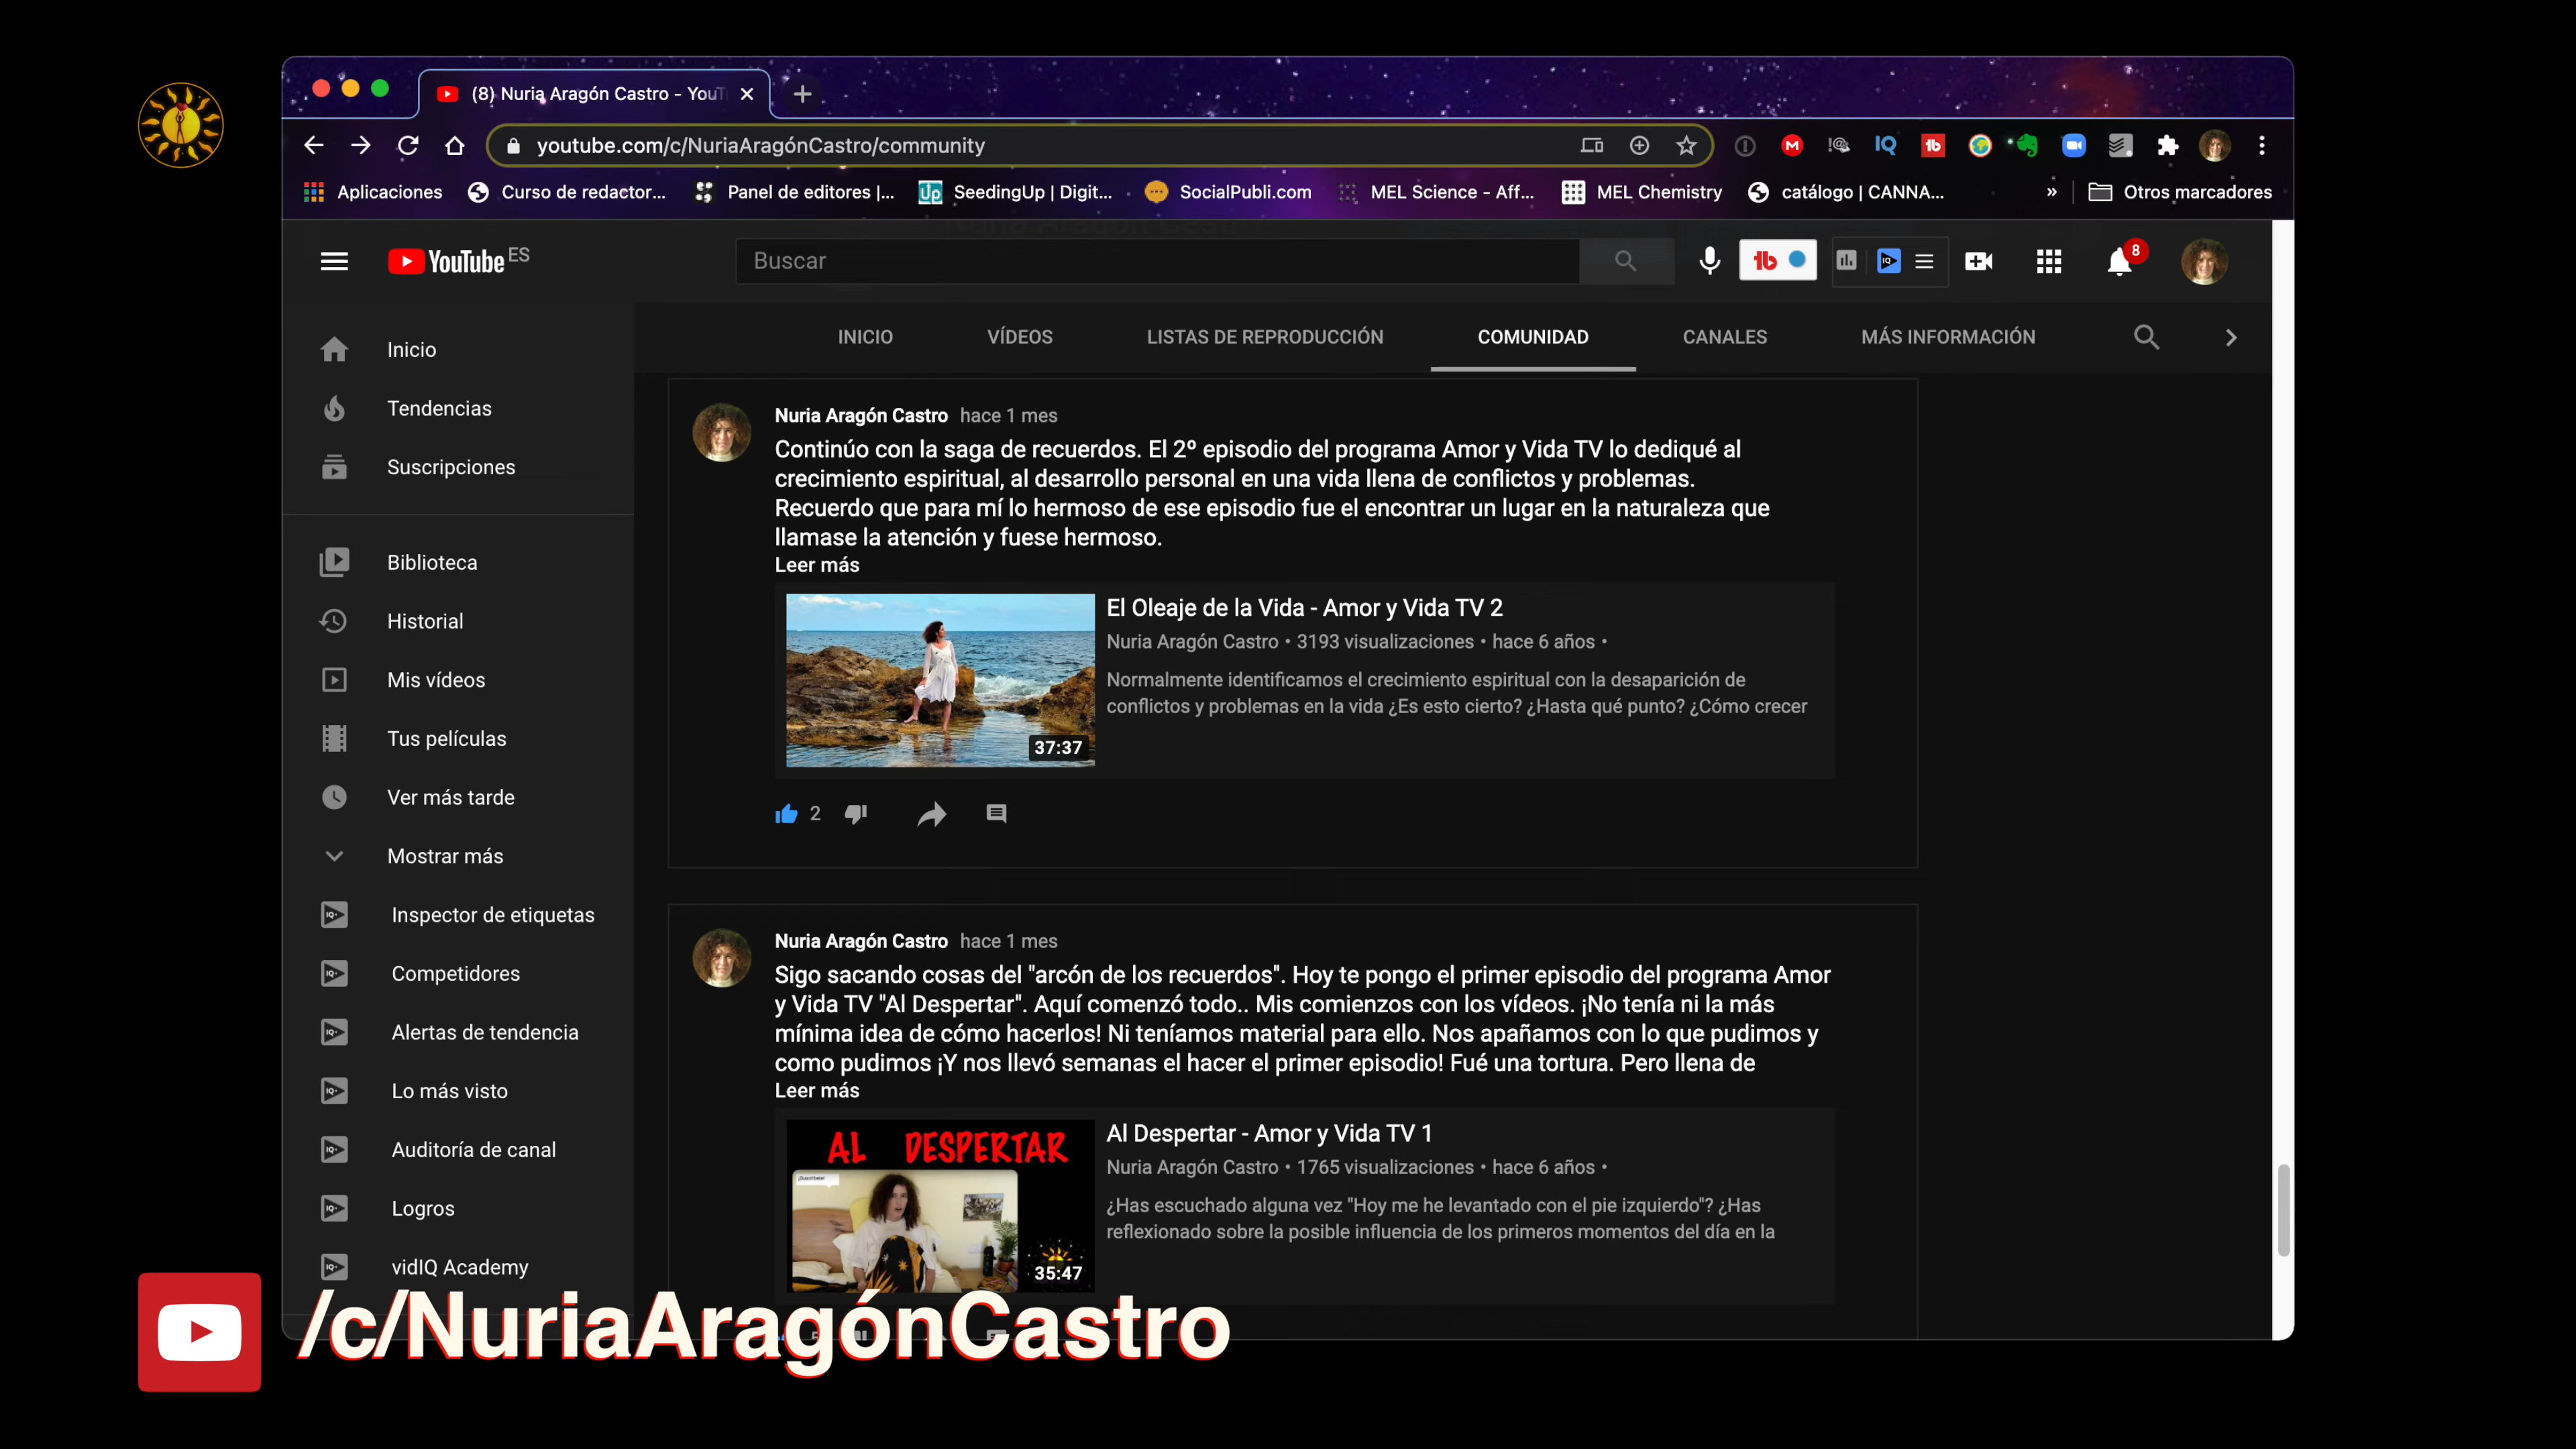 (8) Nuria Aragón Castro - YouT
youtube.com/c/NuriaAragónCastro/community
Aplicaciones
Curso de redactor...
Panel de editores |...
SeedingUp | Digit...
SocialPubli.com
MEL Science - Aff...
MEL Chemistry
catálogo | CANNA...
»
Otros marcadores
YouTube ES
Buscar
8
INICIO
VÍDEOS
LISTAS DE REPRODUCCIÓN
COMUNIDAD
CANALES
MÁS INFORMACIÓN
Inicio
Tendencias
Suscripciones
Biblioteca
Historial
Mis vídeos
Tus películas
Ver más tarde
Mostrar más
Inspector de etiquetas
Competidores
Alertas de tendencia
Lo más visto
Auditoría de canal
Logros
vidIQ Academy
Nuria Aragón Castro hace 1 mes
Continúo con la saga de recuerdos. El 2º episodio del programa Amor y Vida TV lo dediqué al
crecimiento espiritual, al desarrollo personal en una vida llena de conflictos y problemas.
Recuerdo que para mí lo hermoso de ese episodio fue el encontrar un lugar en la naturaleza que
llamase la atención y fuese hermoso.
Leer más
37:37
El Oleaje de la Vida - Amor y Vida TV 2
Nuria Aragón Castro • 3193 visualizaciones • hace 6 años •
Normalmente identificamos el crecimiento espiritual con la desaparición de
conflictos y problemas en la vida ¿Es esto cierto? ¿Hasta qué punto? ¿Cómo crecer
2
Nuria Aragón Castro hace 1 mes
Sigo sacando cosas del "arcón de los recuerdos". Hoy te pongo el primer episodio del programa Amor
y Vida TV "Al Despertar". Aquí comenzó todo.. Mis comienzos con los vídeos. ¡No tenía ni la más
mínima idea de cómo hacerlos! Ni teníamos material para ello. Nos apañamos con lo que pudimos y
como pudimos ¡Y nos llevó semanas el hacer el primer episodio! Fué una tortura. Pero llena de
Leer más
AL DESPERTAR
35:47
Al Despertar - Amor y Vida TV 1
Nuria Aragón Castro • 1765 visualizaciones • hace 6 años •
¿Has escuchado alguna vez "Hoy me he levantado con el pie izquierdo"? ¿Has
reflexionado sobre la posible influencia de los primeros momentos del día en la
/c/NuriaAragónCastro